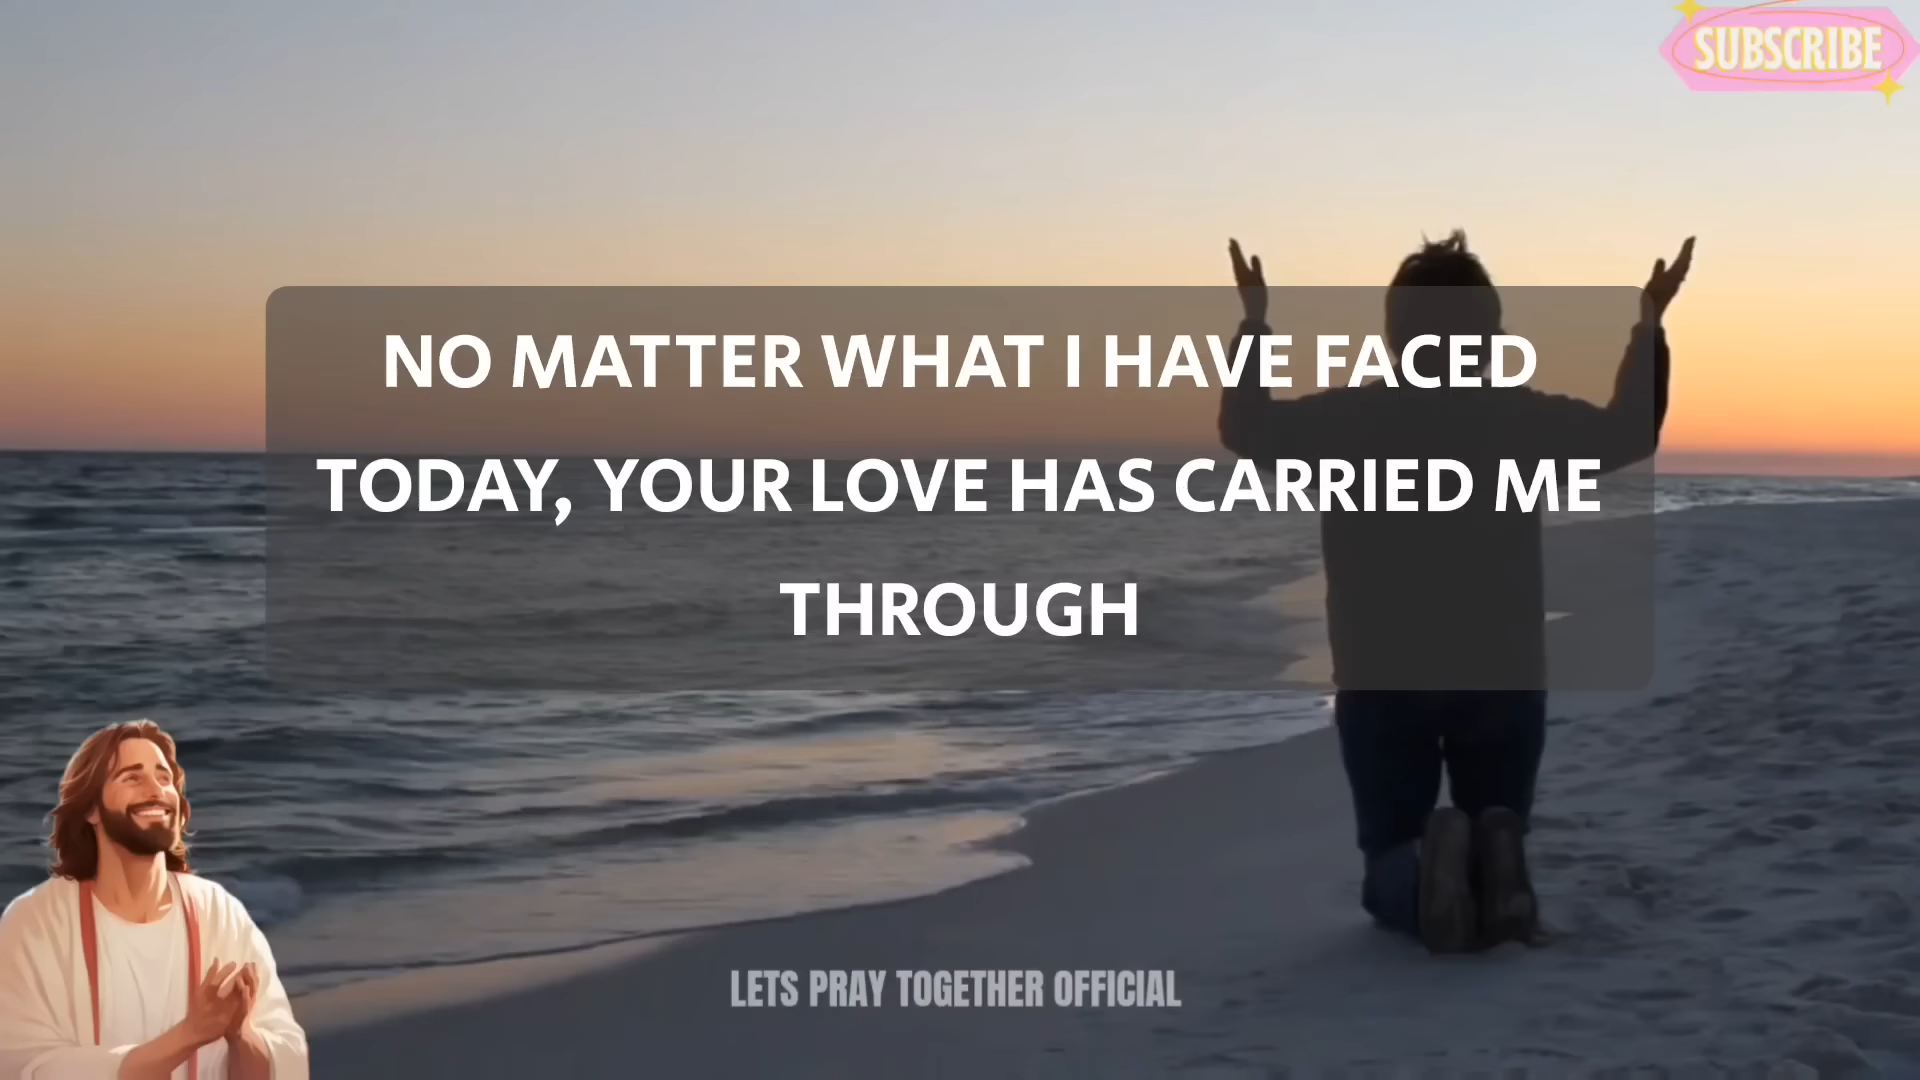 SUBSCRIBE
NO MATTER WHAT I HAVE FACED
TODAY, YOUR LOVE HAS CARRIED ME
THROUGH
LETS PRAY TOGETHER OFFICIAL